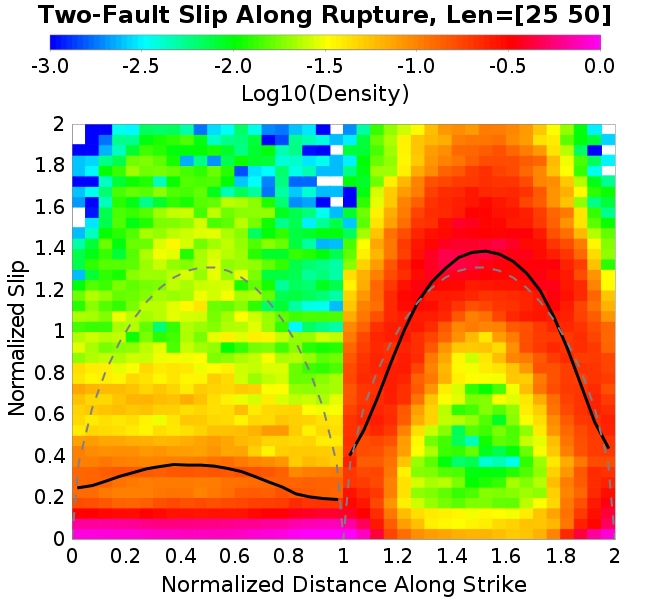 Two-Fault Slip Along Rupture, Len=[25 50]
-3.0 -2.5 -2.0 -1.5 -1.0 -0.5 0.0
Log10(Density)
2
1.8
1.6
1.4
1.2
1
0.8
0.6
0.4
0.2
0
Normalized Slip
0 0.2 0.4 0.6 0.8 1 1.2 1.4 1.6 1.8 2
Normalized Distance Along Strike